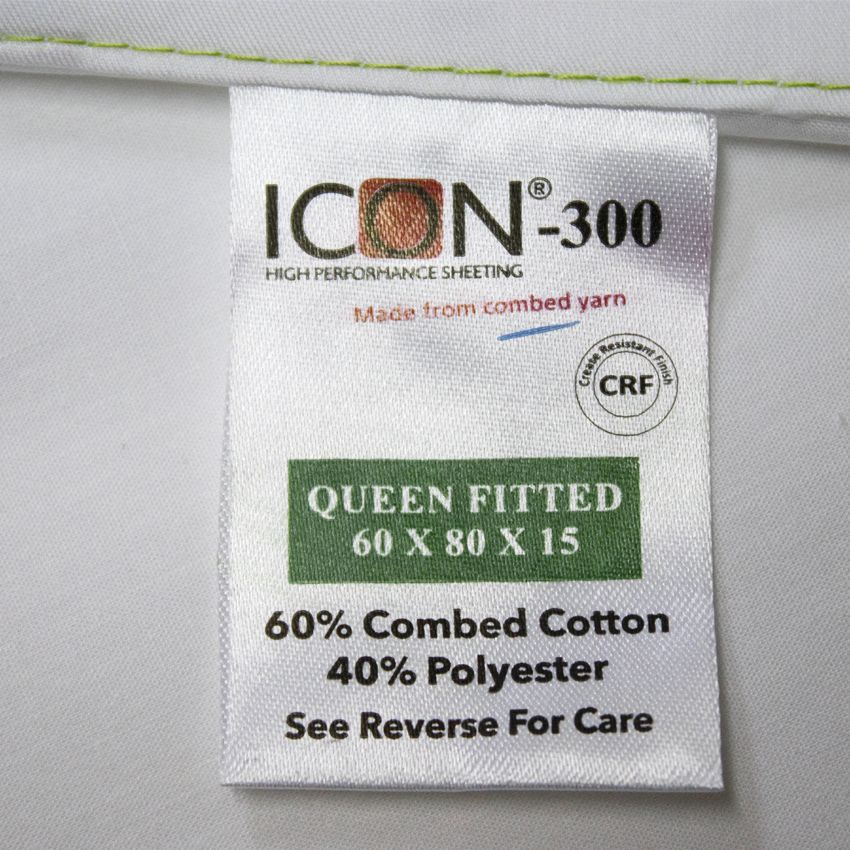 ICON®-300
HIGH PERFORMANCE SHEETING
Made from combed yarn
Create Resistant Finish
CRF
QUEEN FITTED
60 X 80 X 15
60% Combed Cotton
40% Polyester
See Reverse For Care